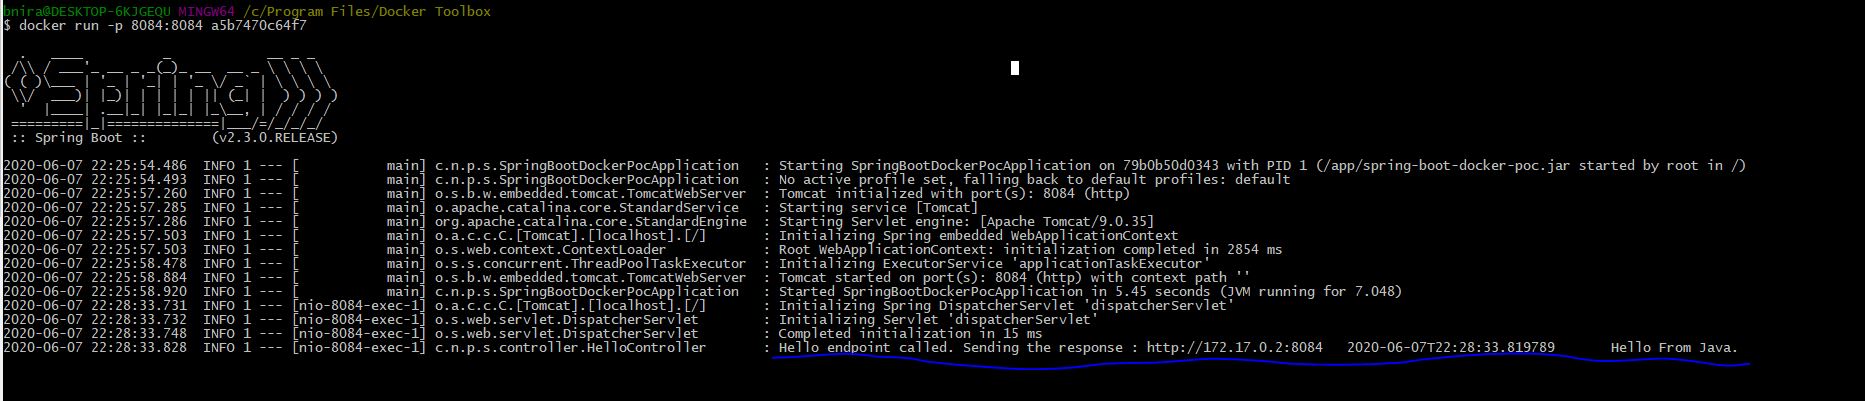 bnira@DESKTOP-6KJGEQU MINGW64 /c/Program Files/Docker Toolbox
$ docker run -p 8084:8084 a5b7470c64f7
  .   ____          _            __ _ _
 /\\ / ___'_ __ _ _(_)_ __  __ _ \ \ \ \
( ( )\___ | '_ | '_| | '_ \/ _` | \ \ \ \
 \\/  ___)| |_)| | | | | || (_| |  ) ) ) )
  '  |____| .__|_| |_|_| |_\__, | / / / /
 =========|_|==============|___/=/_/_/_/
 :: Spring Boot ::        (v2.3.0.RELEASE)
2020-06-07 22:25:54.486  INFO 1 --- [           main] c.n.p.s.SpringBootDockerPocApplication   : Starting SpringBootDockerPocApplication on 79b0b50d0343 with PID 1 (/app/spring-boot-docker-poc.jar started by root in /)
2020-06-07 22:25:54.493  INFO 1 --- [           main] c.n.p.s.SpringBootDockerPocApplication   : No active profile set, falling back to default profiles: default
2020-06-07 22:25:57.260  INFO 1 --- [           main] o.s.b.w.embedded.tomcat.TomcatWebServer  : Tomcat initialized with port(s): 8084 (http)
2020-06-07 22:25:57.285  INFO 1 --- [           main] o.apache.catalina.core.StandardService   : Starting service [Tomcat]
2020-06-07 22:25:57.286  INFO 1 --- [           main] org.apache.catalina.core.StandardEngine  : Starting Servlet engine: [Apache Tomcat/9.0.35]
2020-06-07 22:25:57.503  INFO 1 --- [           main] o.a.c.c.C.[Tomcat].[localhost].[/]       : Initializing Spring embedded WebApplicationContext
2020-06-07 22:25:57.503  INFO 1 --- [           main] o.s.web.context.ContextLoader            : Root WebApplicationContext: initialization completed in 2854 ms
2020-06-07 22:25:58.478  INFO 1 --- [           main] o.s.s.concurrent.ThreadPoolTaskExecutor  : Initializing ExecutorService 'applicationTaskExecutor'
2020-06-07 22:25:58.884  INFO 1 --- [           main] o.s.b.w.embedded.tomcat.TomcatWebServer  : Tomcat started on port(s): 8084 (http) with context path ''
2020-06-07 22:25:58.920  INFO 1 --- [           main] c.n.p.s.SpringBootDockerPocApplication   : Started SpringBootDockerPocApplication in 5.45 seconds (JVM running for 7.048)
2020-06-07 22:28:33.731  INFO 1 --- [nio-8084-exec-1] o.a.c.c.C.[Tomcat].[localhost].[/]       : Initializing Spring DispatcherServlet 'dispatcherServlet'
2020-06-07 22:28:33.732  INFO 1 --- [nio-8084-exec-1] o.s.web.servlet.DispatcherServlet        : Initializing Servlet 'dispatcherServlet'
2020-06-07 22:28:33.748  INFO 1 --- [nio-8084-exec-1] o.s.web.servlet.DispatcherServlet        : Completed initialization in 15 ms
2020-06-07 22:28:33.828  INFO 1 --- [nio-8084-exec-1] c.n.p.s.controller.HelloController       : Hello endpoint called. Sending the response : http://172.17.0.2:8084   2020-06-07T22:28:33.819789       Hello From Java.